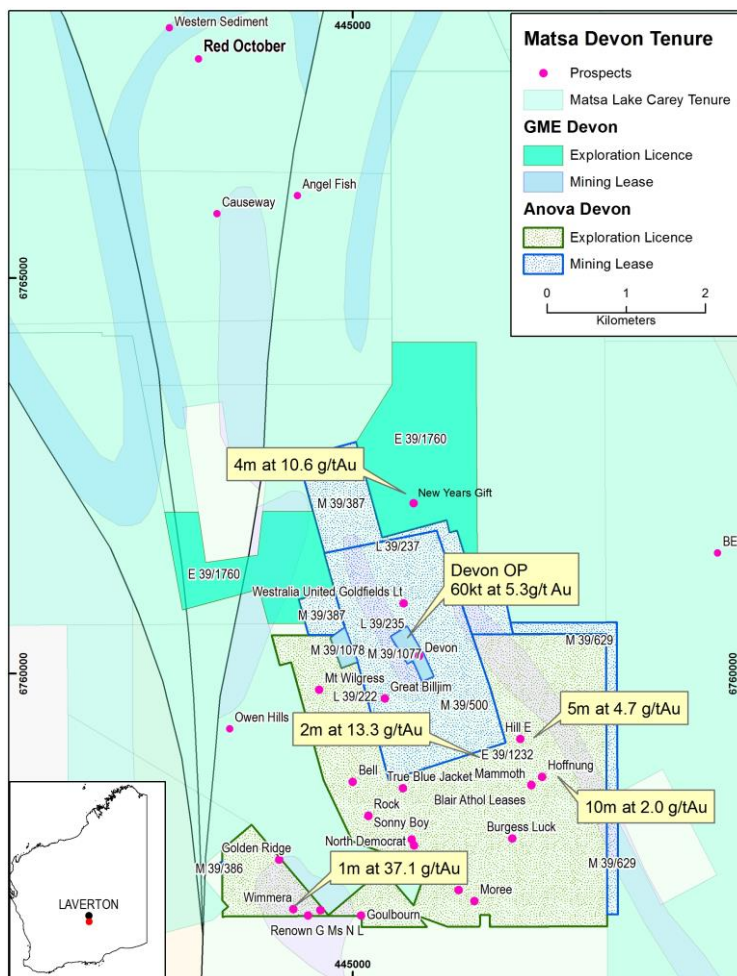 Western Sediment
445000
Red October
Matsa Devon Tenure
Prospects
Matsa Lake Carey Tenure
GME Devon
Exploration Licence
Mining Lease
Anova Devon
Exploration Licence
Mining Lease
0 1 2
Kilometers
Angel Fish
Causeway
6765000
6765000
E 39/1760
4m at 10.6 g/tAu
New Years Gift
M 39/387
L 39/237
BE
Devon OP
60kt at 5.3g/t Au
E 39/1760
Westralia United Goldfields Lt
M 39/387
L 39/235
M 39/629
M 39/1078
M 39/1077
Devon
6760000
6760000
Mt Wilgress
L 39/222
Great Billjim
M 39/500
5m at 4.7 g/tAu
Owen Hills
2m at 13.3 g/tAu
Hill E
E 39/1232
Hoffnung
Bell
True Blue Jacket
Mammoth
Blair Athol Leases
10m at 2.0 g/tAu
Rock
Sonny Boy
Burgess Luck
North Democrat
Golden Ridge
M 39/386
1m at 37.1 g/tAu
M 39/629
Wimmera
Moree
Goulbourn
Renown G Ms N L
LAVERTON
445000